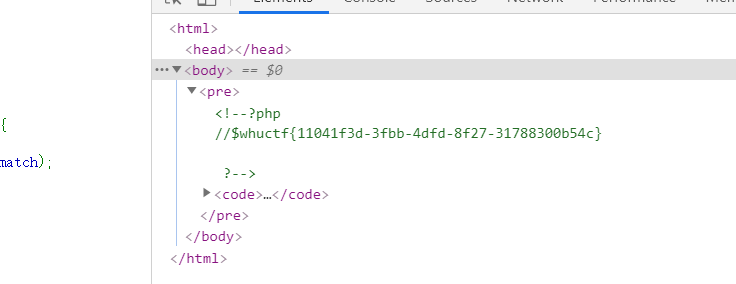 Elements Console Sources Network Performance Mem
<html>
<head></head>
••• ▼<body> == $0
▼<pre>
<!--?php
{
//$whuctf{11041f3d-3fbb-4dfd-8f27-31788300b54c}
match);
?-->
▶<code>…</code>
</pre>
</body>
</html>